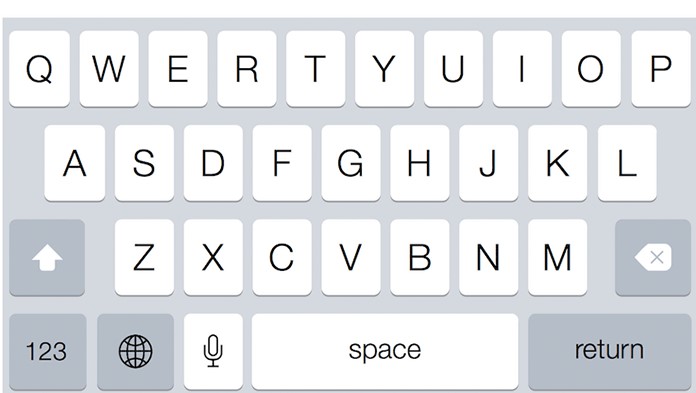 Q W E R T Y U I O P
A S D F G H J K L
Z X C V B N M
123 space return